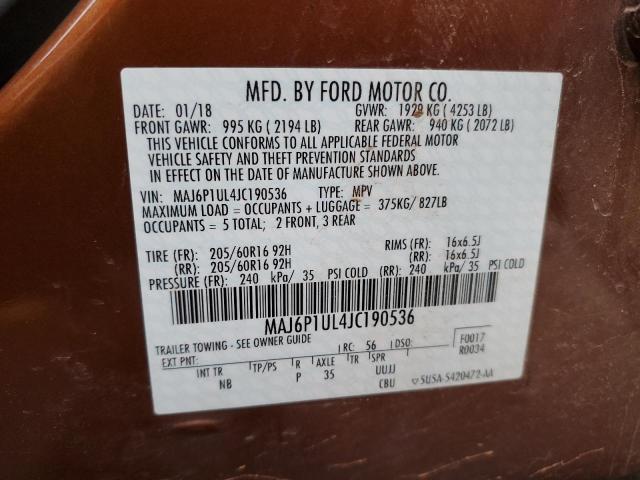 MFD. BY FORD MOTOR CO.
DATE: 01/18 GVWR: 1929 KG ( 4253 LB)
FRONT GAWR: 995 KG ( 2194 LB) REAR GAWR: 940 KG (2072 LB)
THIS VEHICLE CONFORMS TO ALL APPLICABLE FEDERAL MOTOR
VEHICLE SAFETY AND THEFT PREVENTION STANDARDS
IN EFFECT ON THE DATE OF MANUFACTURE SHOWN ABOVE.
VIN: MAJ6P1UL4JC190536 TYPE: MPV
MAXIMUM LOAD = OCCUPANTS + LUGGAGE = 375KG/ 827LB
OCCUPANTS = 5 TOTAL; 2 FRONT, 3 REAR
TIRE (FR): 205/60R16 92H RIMS (FR): 16x6.5J
(RR): 205/60R16 92H (RR): 16x6.5J
PRESSURE (FR): 240 kPa/ 35 PSI COLD (RR): 240 kPa/ 35 PSI COLD
MAJ6P1UL4JC190536
TRAILER TOWING - SEE OWNER GUIDE
EXT PNT: RC: 56 DSO: F0017
R0034
INT TR TP/PS R AXLE TR SPR
NB P 35 UUJJ
CBU
5USA-S420472-AA